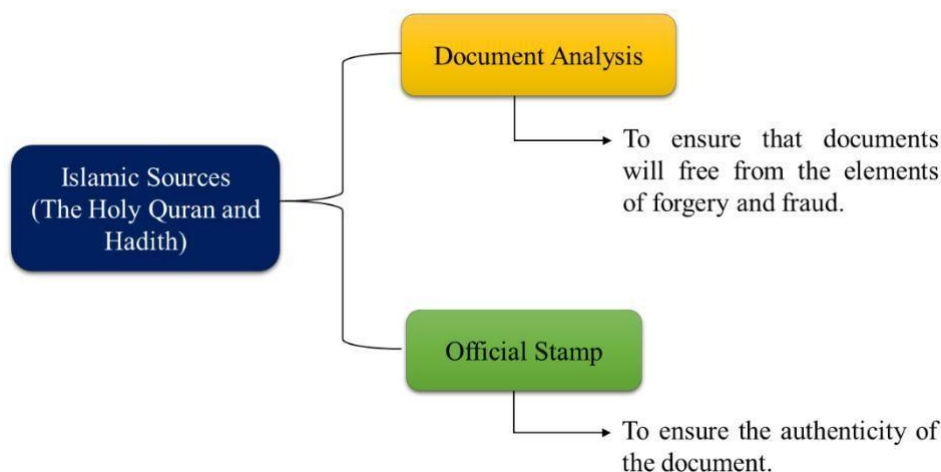 Document Analysis
To ensure that documents
will free from the elements
of forgery and fraud.
Islamic Sources
(The Holy Quran and
Hadith)
Official Stamp
To ensure the authenticity of
the document.